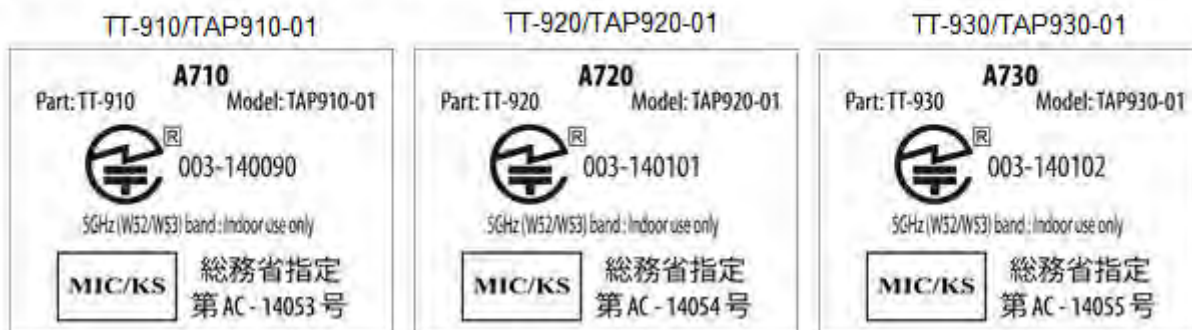 TT-910/TAP910-01
A710
Part: TT-910 Model: TAP910-01
R
003-140090
5GHz (W52/W53) band : Indoor use only
MIC/KS
総務省指定
第 AC - 14053 号
TT-920/TAP920-01
A720
Part: TT-920 Model: TAP920-01
R
003-140101
5GHz (W52/W53) band : Indoor use only
MIC/KS
総務省指定
第 AC - 14054 号
TT-930/TAP930-01
A730
Part: TT-930 Model: TAP930-01
R
003-140102
5GHz (W52/W53) band : Indoor use only
MIC/KS
総務省指定
第 AC - 14055 号